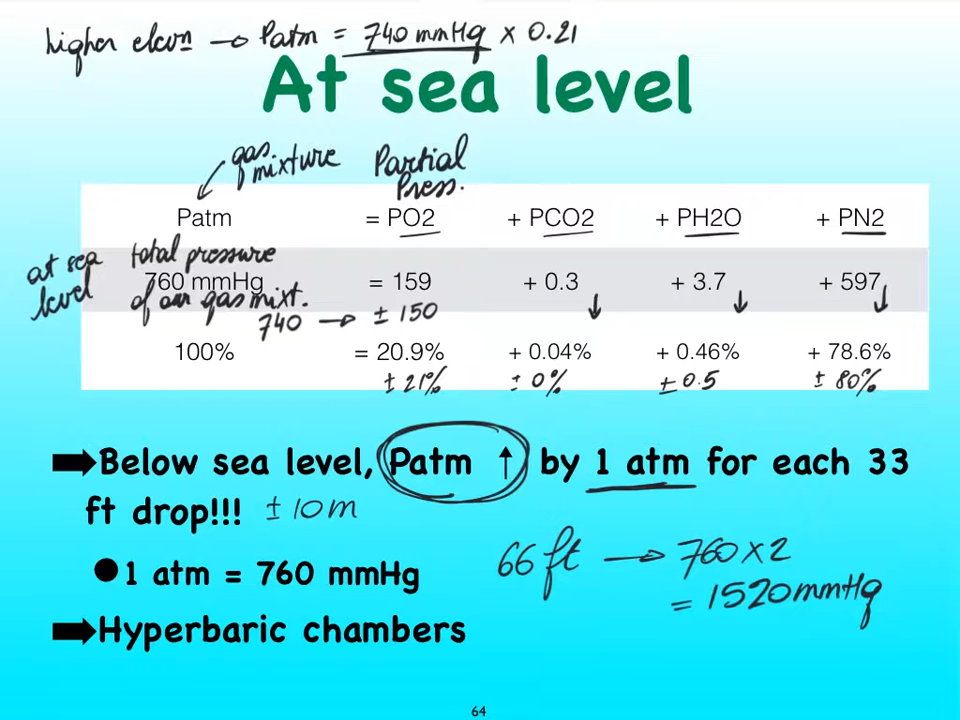 higher elevn → Patm = 740 mmHg × 0.21
At sea level
gas mixture
Partial Press.
Patm = PO2 + PCO2 + PH2O + PN2
at sea level
total pressure of our gas mixt.
760 mmHg = 159 + 0.3 + 3.7 + 597
740 → ± 150
100% = 20.9% + 0.04% + 0.46% + 78.6%
± 21% ± 0% ± 0.5 ± 80%
➡Below sea level, Patm ↑ by 1 atm for each 33
ft drop!!! ± 10m
66 ft → 760 × 2
●1 atm = 760 mmHg
= 1520 mmHg
➡Hyperbaric chambers
64